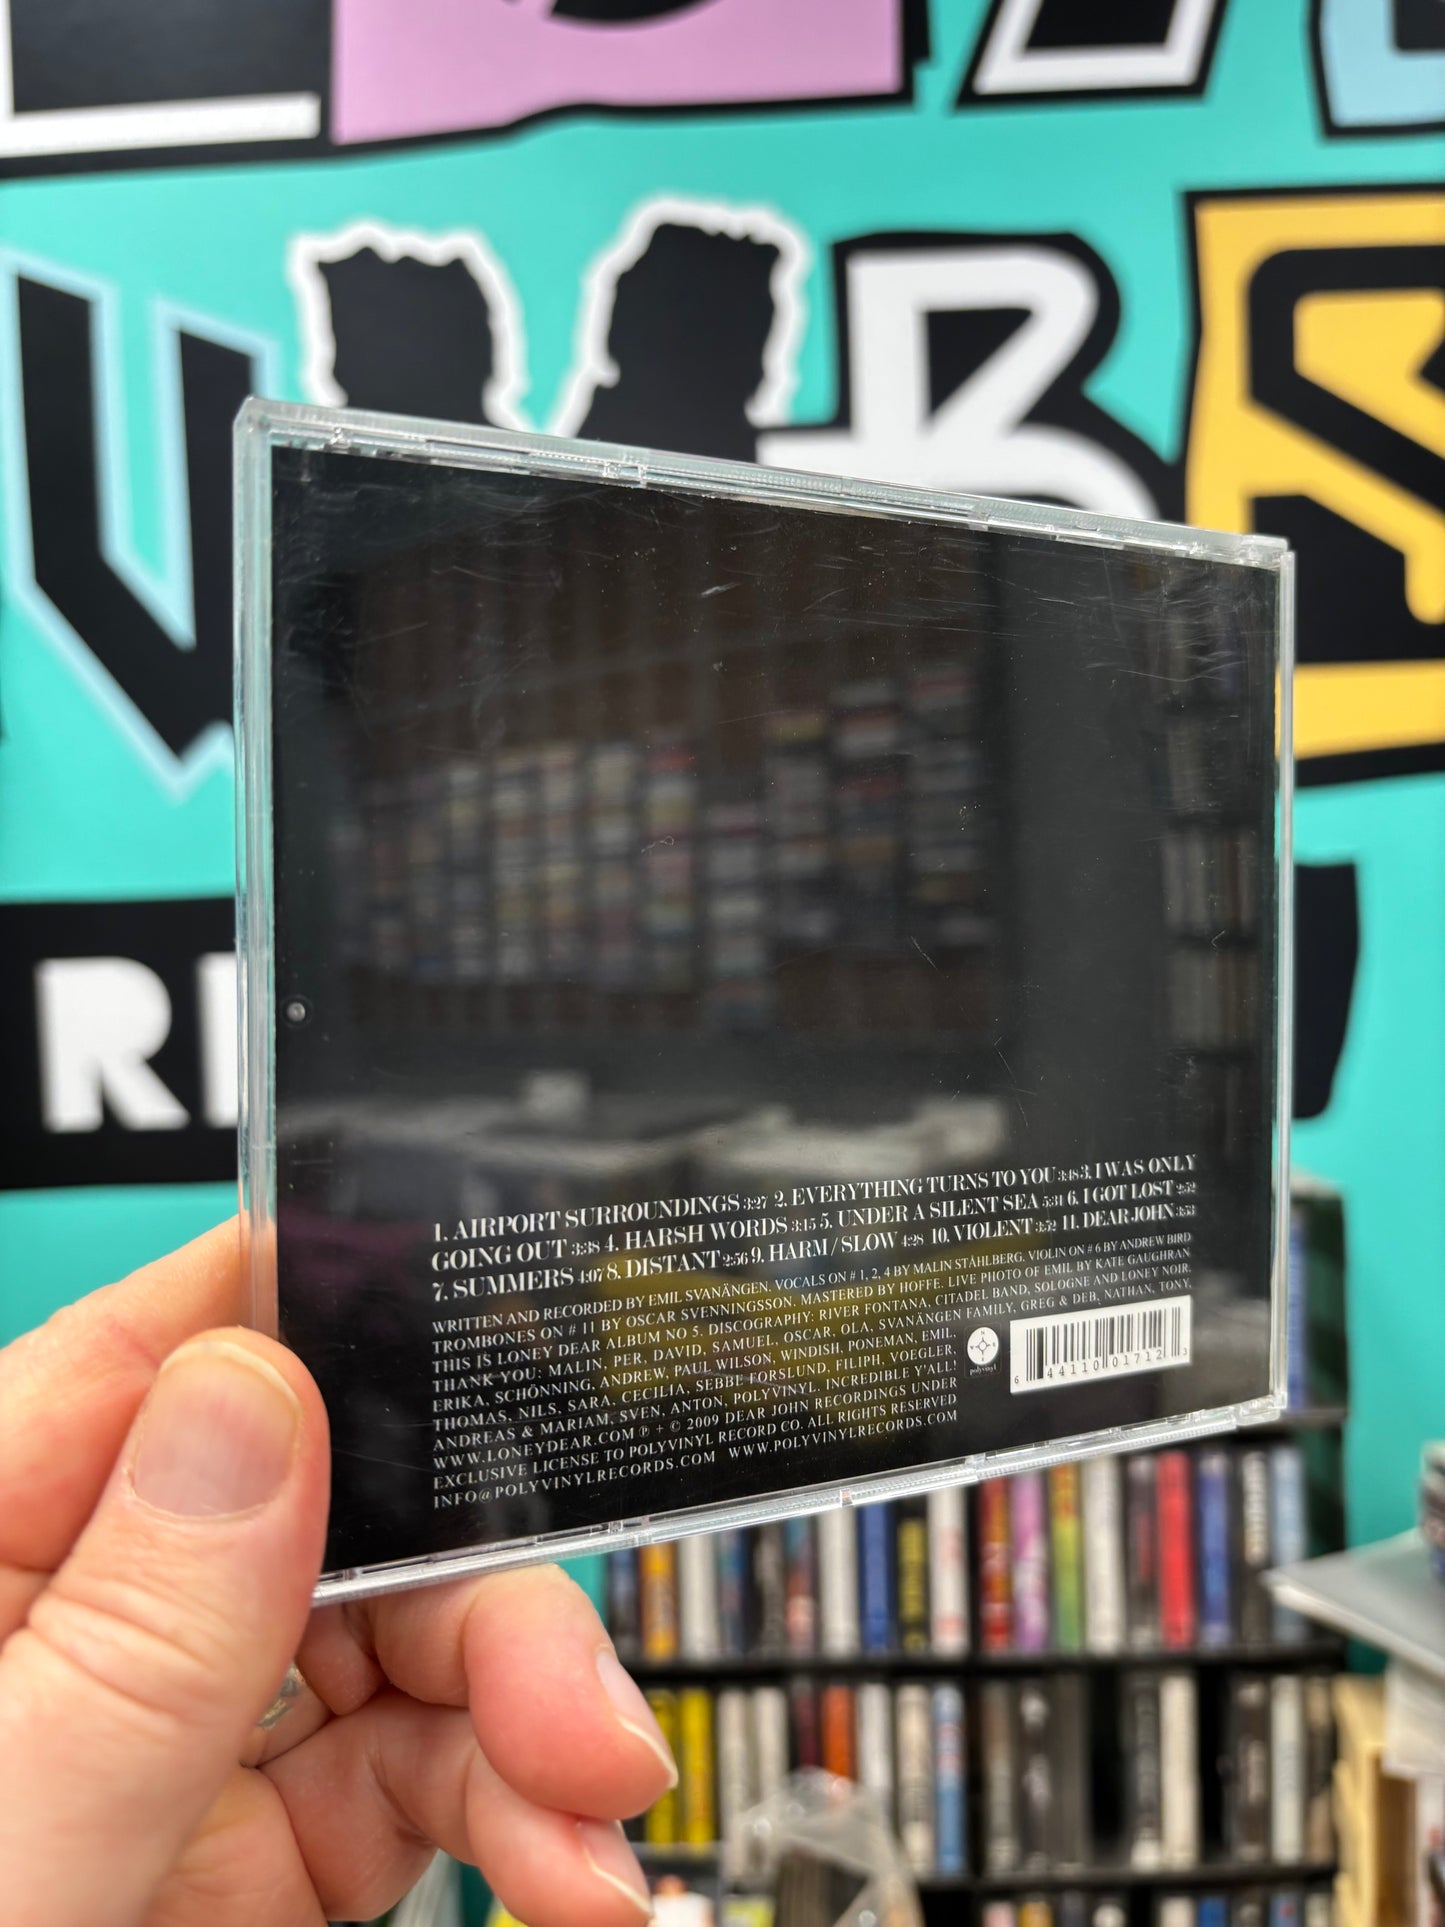 RE
1. AIRPORT SURROUNDINGS 3:27 2. EVERYTHING TURNS TO YOU 3:48 3. I WAS ONLY
GOING OUT 3:38 4. HARSH WORDS 3:15 5. UNDER A SILENT SEA 5:31 6. I GOT LOST 2:52
7. SUMMERS 4:07 8. DISTANT 2:56 9. HARM/SLOW 4:28 10. VIOLENT 3:52 11. DEAR JOHN 3:53
WRITTEN AND RECORDED BY EMIL SVANÄNGEN. VOCALS ON # 1, 2, 4 BY MALIN STÅHLBERG. VIOLIN ON # 6 BY ANDREW BIRD
TROMBONES ON # 11 BY OSCAR SVENNINGSSON. MASTERED BY HOFFE. LIVE PHOTO OF EMIL BY KATE GAUGHRAN.
THIS IS LONEY DEAR ALBUM NO 5. DISCOGRAPHY: RIVER FONTANA, CITADEL BAND, SOLOGNE AND LONEY NOIR.
THANK YOU: MALIN, PER, DAVID, SAMUEL, OSCAR, OLA, SVANÄNGEN FAMILY, GREG & DEB, NATHAN, TONY,
ERIKA, SCHÖNNING, ANDREW, PAUL WILSON, WINDISH, PONEMAN, EMIL,
THOMAS, NILS, SARA, CECILIA, SEBBE FORSLUND, FILIPH, VOEGLER,
ANDREAS & MARIAM, SVEN, ANTON, POLYVINYL. INCREDIBLE Y'ALL!
WWW.LONEYDEAR.COM ℗ + © 2009 DEAR JOHN RECORDINGS UNDER
EXCLUSIVE LICENSE TO POLYVINYL RECORD CO. ALL RIGHTS RESERVED
INFO@POLYVINYLRECORDS.COM WWW.POLYVINYLRECORDS.COM
polyvinyl
6 44110 01712 3